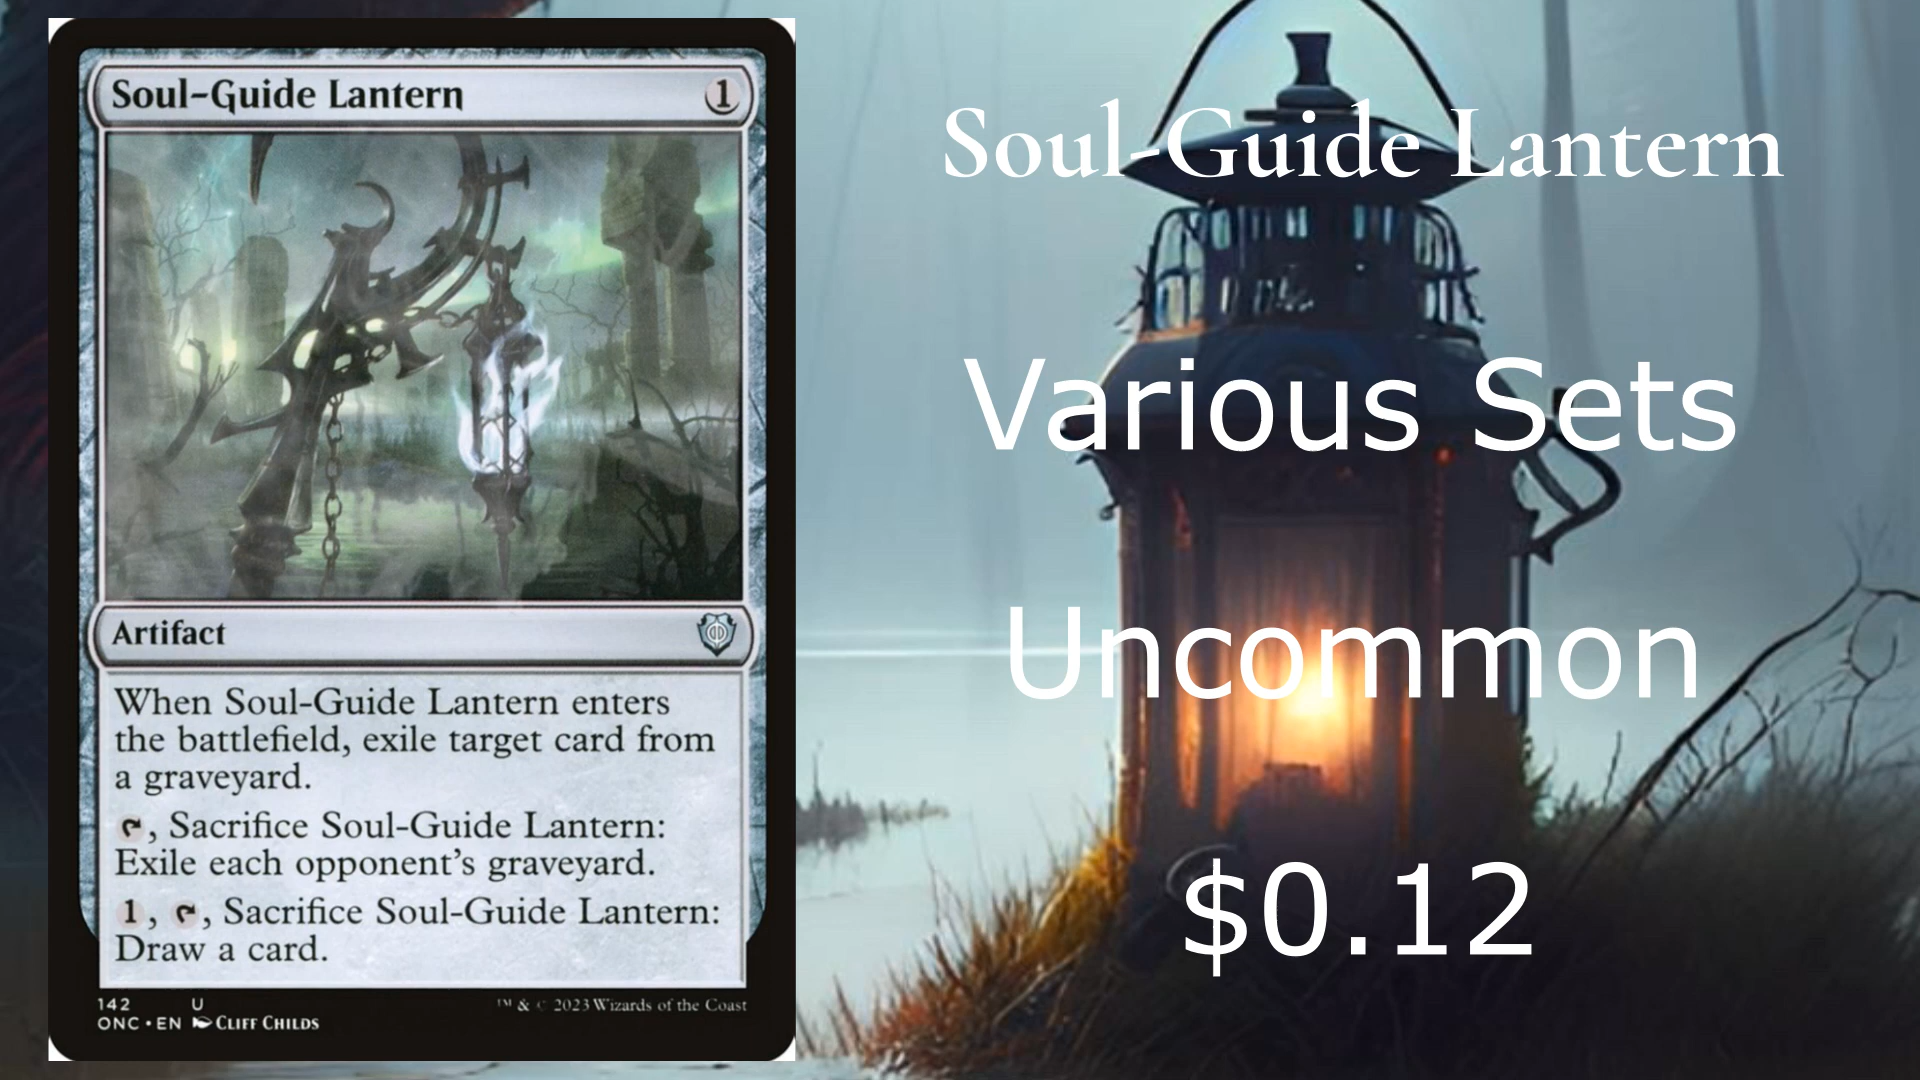 Soul-Guide Lantern
1
Artifact
When Soul-Guide Lantern enters
the battlefield, exile target card from
a graveyard.
, Sacrifice Soul-Guide Lantern:
Exile each opponent's graveyard.
1, , Sacrifice Soul-Guide Lantern:
Draw a card.
142 U
ONC • EN Cliff Childs
™ & © 2023 Wizards of the Coast
Soul-Guide Lantern
Various Sets
Uncommon
$0.12